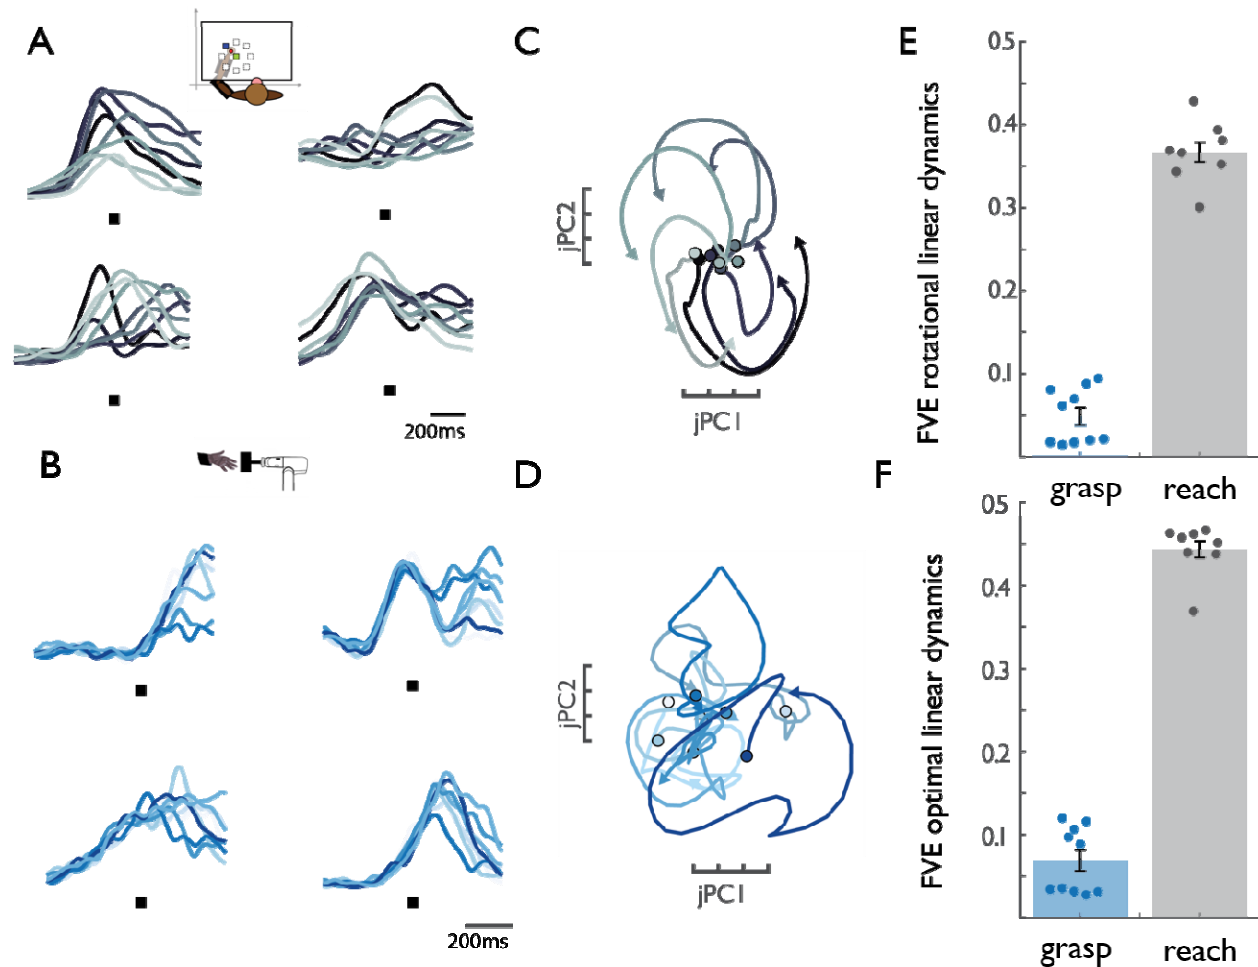 A
200ms
B
200ms
C
jPC2
jPC1
D
jPC2
jPC1
E
FVE rotational linear dynamics
0.5
0.4
0.3
0.2
0.1
grasp
reach
F
FVE optimal linear dynamics
0.5
0.4
0.3
0.2
0.1
grasp
reach